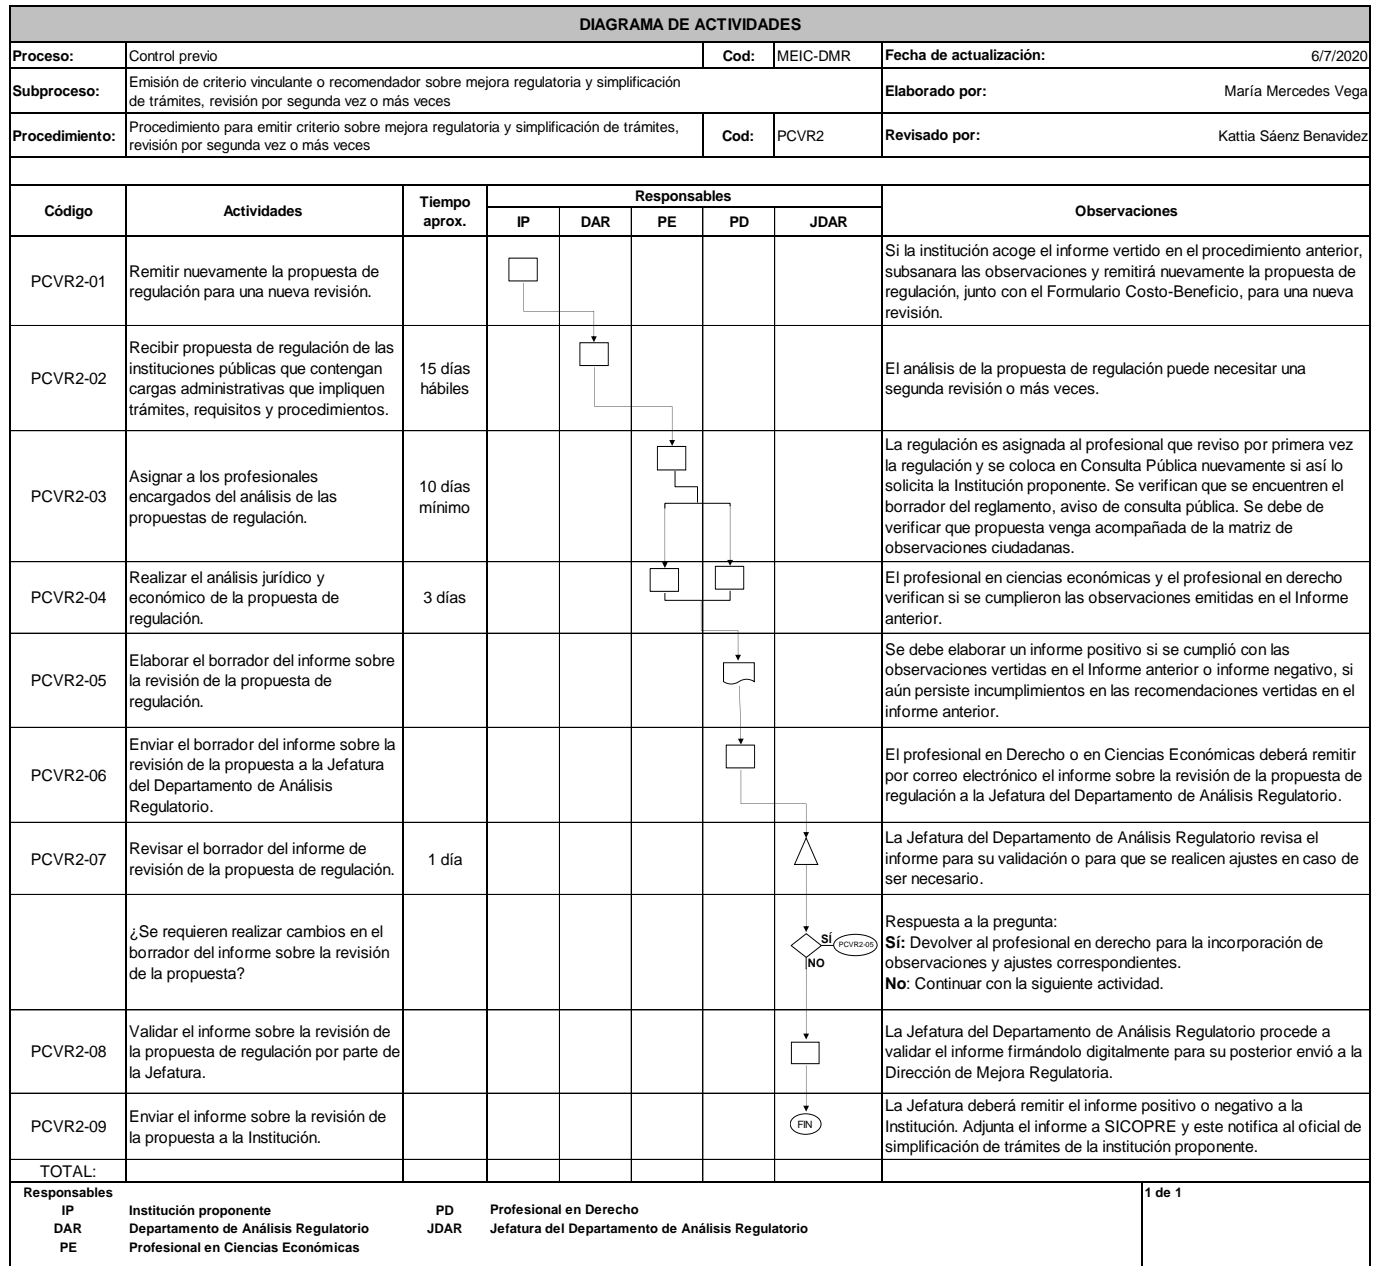 DIAGRAMA DE ACTIVIDADES
Proceso: Control previo Cod: MEIC-DMR Fecha de actualización: 6/7/2020
Subproceso: Emisión de criterio vinculante o recomendador sobre mejora regulatoria y simplificación
de trámites, revisión por segunda vez o más veces
Elaborado por: María Mercedes Vega
Procedimiento: Procedimiento para emitir criterio sobre mejora regulatoria y simplificación de trámites,
revisión por segunda vez o más veces
Cod: PCVR2 Revisado por: Kattia Sáenz Benavidez
Código Actividades Tiempo
aprox.
Responsables
IP DAR PE PD JDAR
Observaciones
PCVR2-01
Remitir nuevamente la propuesta de
regulación para una nueva revisión.
Si la institución acoge el informe vertido en el procedimiento anterior,
subsanara las observaciones y remitirá nuevamente la propuesta de
regulación, junto con el Formulario Costo-Beneficio, para una nueva
revisión.
PCVR2-02
Recibir propuesta de regulación de las
instituciones públicas que contengan
cargas administrativas que impliquen
trámites, requisitos y procedimientos.
15 días
hábiles
El análisis de la propuesta de regulación puede necesitar una
segunda revisión o más veces.
PCVR2-03
Asignar a los profesionales
encargados del análisis de las
propuestas de regulación.
10 días
mínimo
La regulación es asignada al profesional que reviso por primera vez
la regulación y se coloca en Consulta Pública nuevamente si así lo
solicita la Institución proponente. Se verifican que se encuentren el
borrador del reglamento, aviso de consulta pública. Se debe de
verificar que propuesta venga acompañada de la matriz de
observaciones ciudadanas.
PCVR2-04
Realizar el análisis jurídico y
económico de la propuesta de
regulación.
3 días
El profesional en ciencias económicas y el profesional en derecho
verifican si se cumplieron las observaciones emitidas en el Informe
anterior.
PCVR2-05
Elaborar el borrador del informe sobre
la revisión de la propuesta de
regulación.
Se debe elaborar un informe positivo si se cumplió con las
observaciones vertidas en el Informe anterior o informe negativo, si
aún persiste incumplimientos en las recomendaciones vertidas en el
informe anterior.
PCVR2-06
Enviar el borrador del informe sobre la
revisión de la propuesta a la Jefatura
del Departamento de Análisis
Regulatorio.
El profesional en Derecho o en Ciencias Económicas deberá remitir
por correo electrónico el informe sobre la revisión de la propuesta de
regulación a la Jefatura del Departamento de Análisis Regulatorio.
PCVR2-07
Revisar el borrador del informe de
revisión de la propuesta de regulación.
1 día
La Jefatura del Departamento de Análisis Regulatorio revisa el
informe para su validación o para que se realicen ajustes en caso de
ser necesario.
¿Se requieren realizar cambios en el
borrador del informe sobre la revisión
de la propuesta?
SÍ
PCVR2-05
NO
Respuesta a la pregunta:
Sí: Devolver al profesional en derecho para la incorporación de
observaciones y ajustes correspondientes.
No: Continuar con la siguiente actividad.
PCVR2-08
Validar el informe sobre la revisión de
la propuesta de regulación por parte de
la Jefatura.
La Jefatura del Departamento de Análisis Regulatorio procede a
validar el informe firmándolo digitalmente para su posterior envió a la
Dirección de Mejora Regulatoria.
PCVR2-09
Enviar el informe sobre la revisión de
la propuesta a la Institución.
FIN
La Jefatura deberá remitir el informe positivo o negativo a la
Institución. Adjunta el informe a SICOPRE y este notifica al oficial de
simplificación de trámites de la institución proponente.
TOTAL:
Responsables
1 de 1
IP Institución proponente PD Profesional en Derecho
DAR Departamento de Análisis Regulatorio JDAR Jefatura del Departamento de Análisis Regulatorio
PE Profesional en Ciencias Económicas